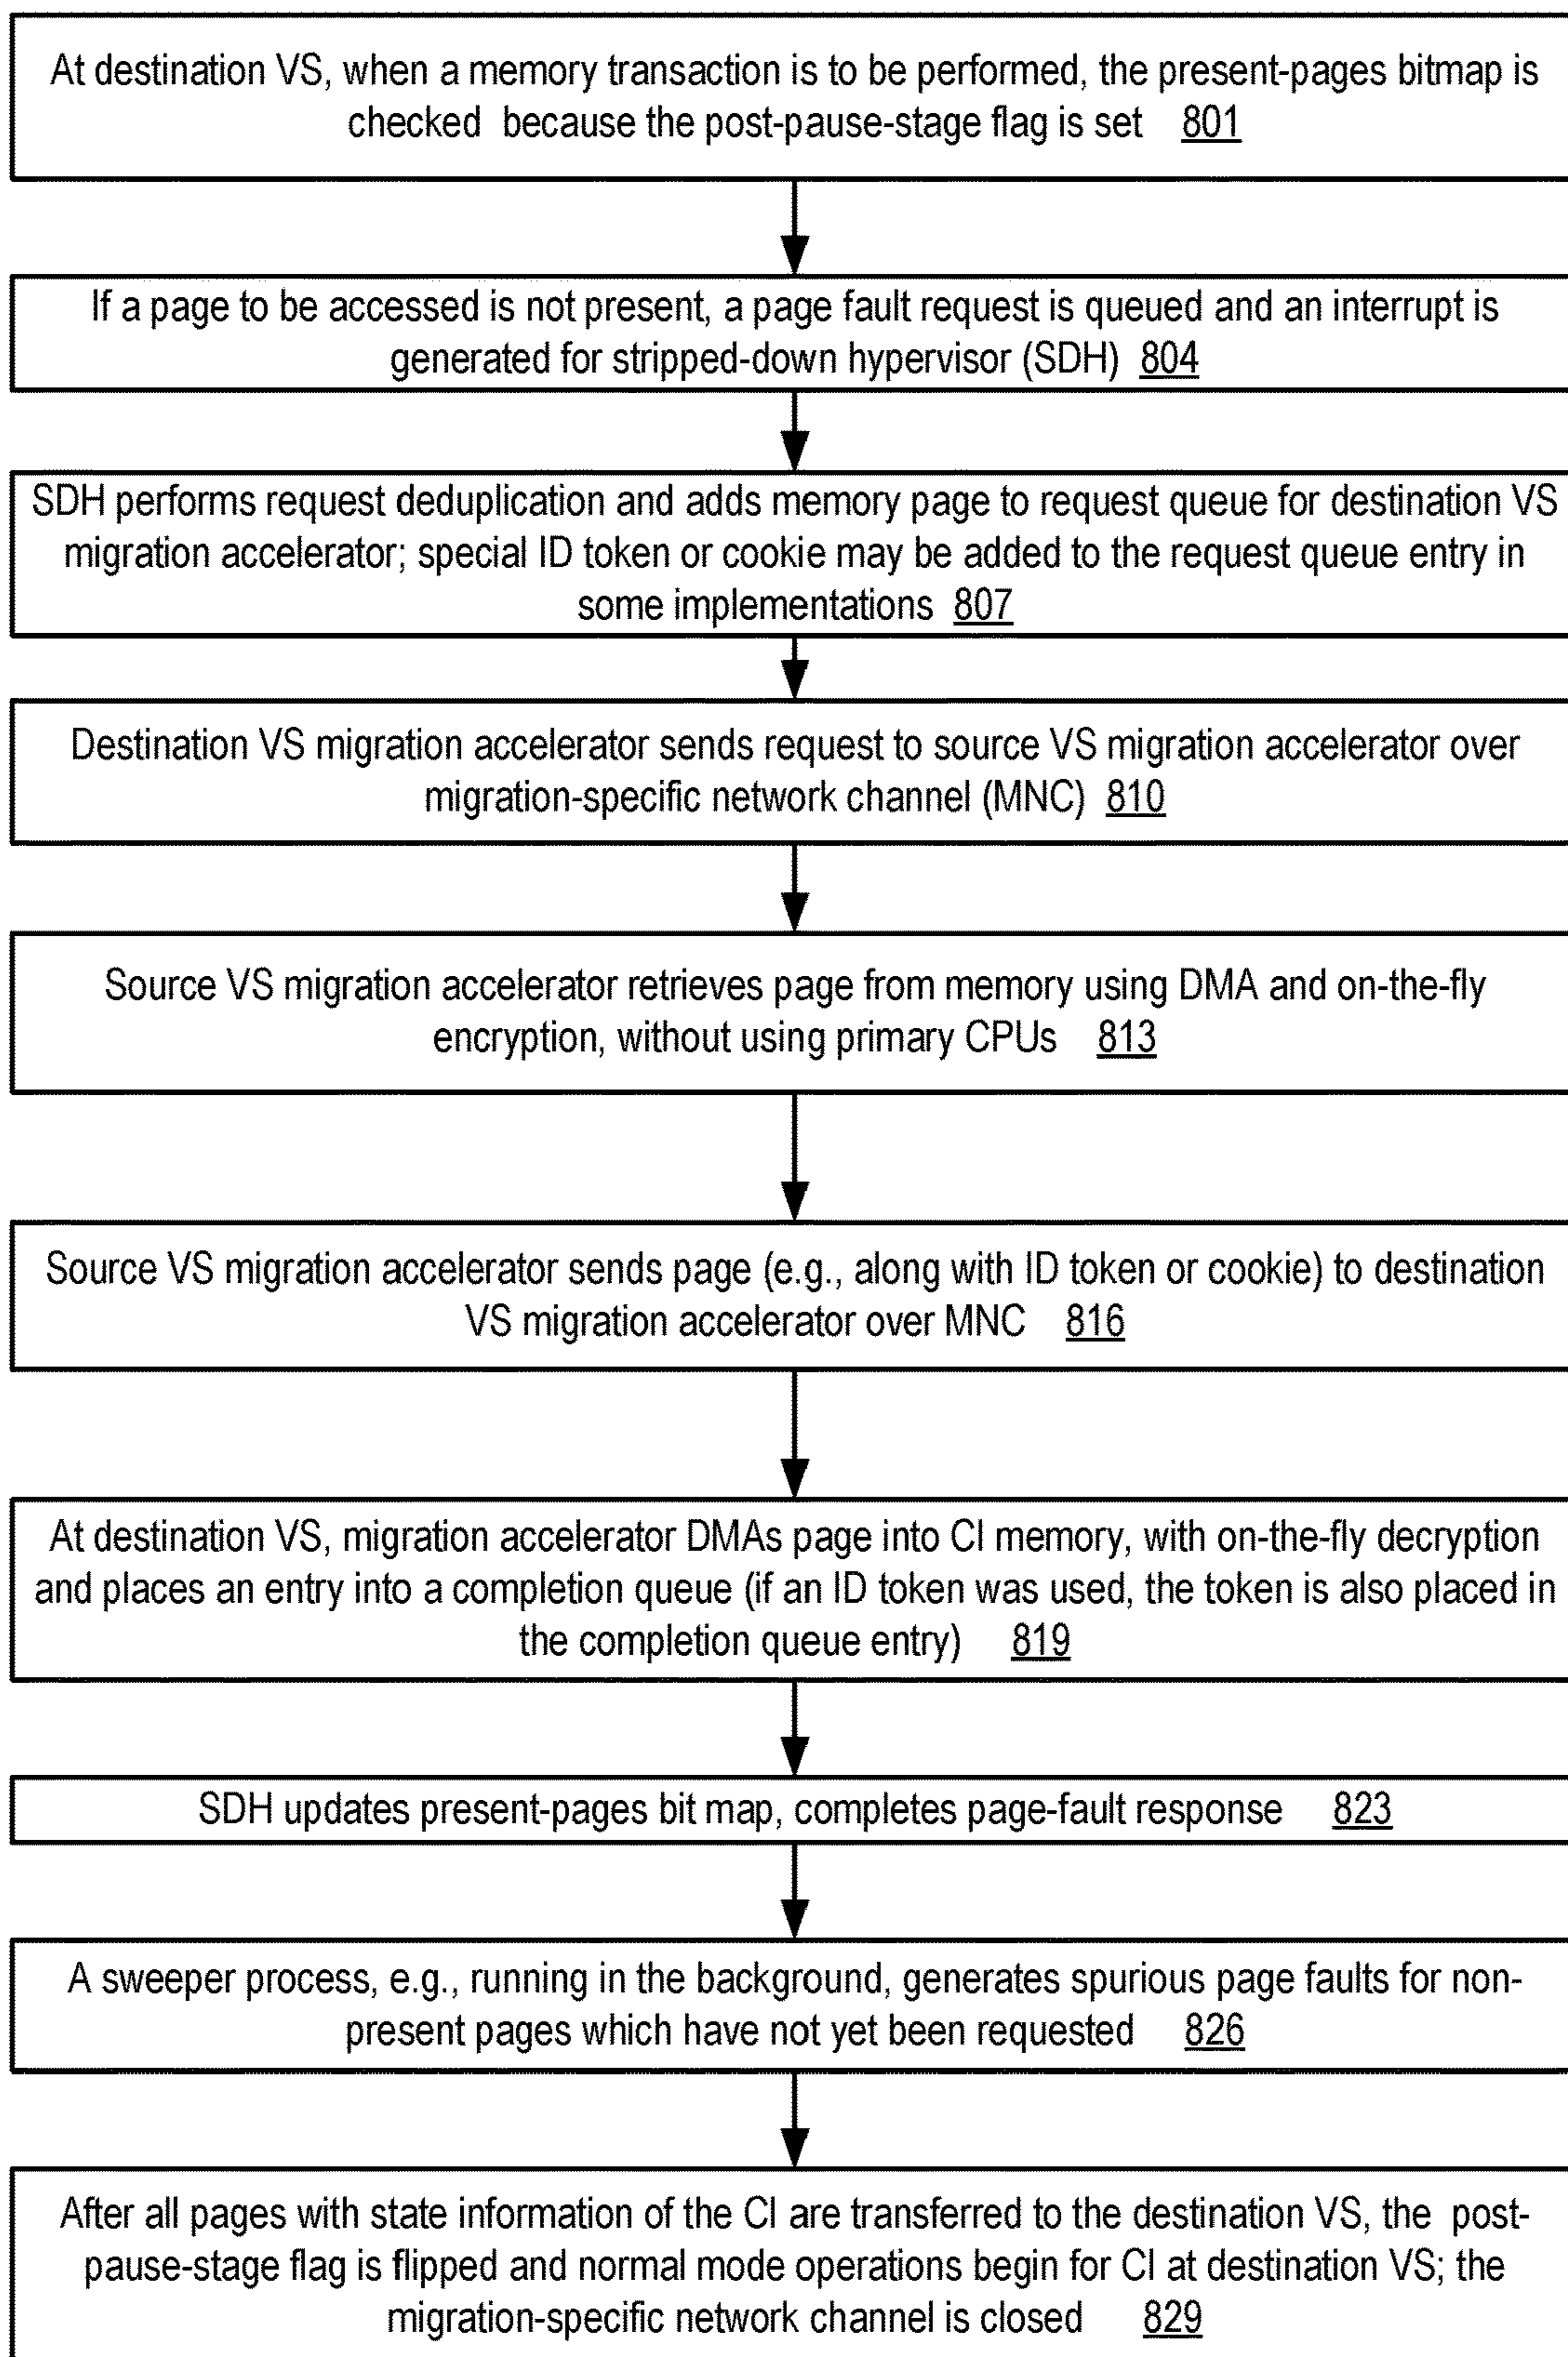 At destination VS, when a memory transaction is to be performed, the present-pages bitmap is
checked because the post-pause-stage flag is set 801
If a page to be accessed is not present, a page fault request is queued and an interrupt is
generated for stripped-down hypervisor (SDH) 804
SDH performs request deduplication and adds memory page to request queue for destination VS
migration accelerator; special ID token or cookie may be added to the request queue entry in
some implementations 807
Destination VS migration accelerator sends request to source VS migration accelerator over
migration-specific network channel (MNC) 810
Source VS migration accelerator retrieves page from memory using DMA and on-the-fly
encryption, without using primary CPUs 813
Source VS migration accelerator sends page (e.g., along with ID token or cookie) to destination
VS migration accelerator over MNC 816
At destination VS, migration accelerator DMAs page into CI memory, with on-the-fly decryption
and places an entry into a completion queue (if an ID token was used, the token is also placed in
the completion queue entry) 819
SDH updates present-pages bit map, completes page-fault response 823
A sweeper process, e.g., running in the background, generates spurious page faults for non-
present pages which have not yet been requested 826
After all pages with state information of the CI are transferred to the destination VS, the post-
pause-stage flag is flipped and normal mode operations begin for CI at destination VS; the
migration-specific network channel is closed 829